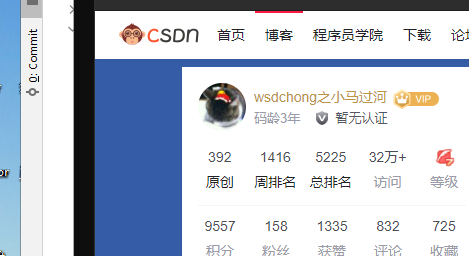 0: Commit
or
CSDN 首页 博客 程序员学院 下载 论坛
wsdchong之小马过河 VIP
码龄3年 暂无认证
392 1416 5225 32万+
原创 周排名 总排名 访问 等级
9557 158 1335 832 725
积分 粉丝 获赞 评论 收藏